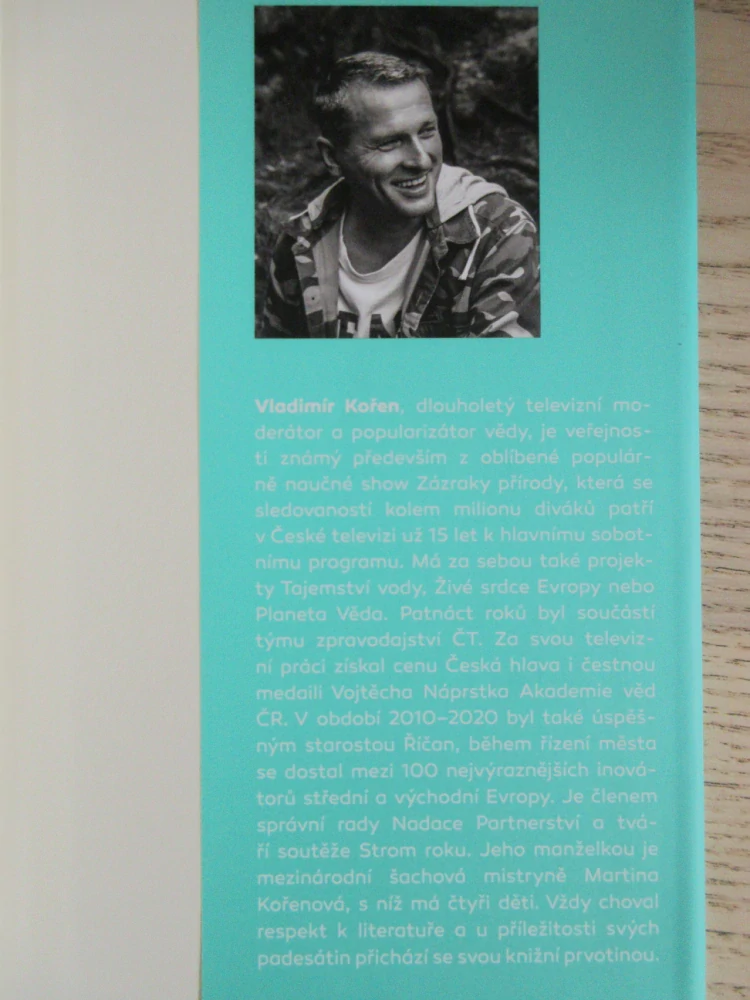 Vladimír Kořen, dlouholetý televizní mo-
derátor a popularizátor vědy, je veřejnos-
ti známý především z oblíbené populár-
ně naučné show Zázraky přírody, která se
sledovaností kolem milionu diváků patří
v České televizi už 15 let k hlavnímu sobot-
nímu programu. Má za sebou také projek-
ty Tajemství vody, Živé srdce Evropy nebo
Planeta Věda. Patnáct roků byl součástí
týmu zpravodajství ČT. Za svou televiz-
ní práci získal cenu Česká hlava i čestnou
medaili Vojtěcha Náprstka Akademie věd
ČR. V období 2010–2020 byl také úspěš-
ným starostou Říčan, během řízení města
se dostal mezi 100 nejvýraznějších inová-
torů střední a východní Evropy. Je členem
správní rady Nadace Partnerství a tvá-
ří soutěže Strom roku. Jeho manželkou je
mezinárodní šachová mistryně Martina
Kořenová, s níž má čtyři děti. Vždy choval
respekt k literatuře a u příležitosti svých
padesátin přichází se svou knižní prvotinou.